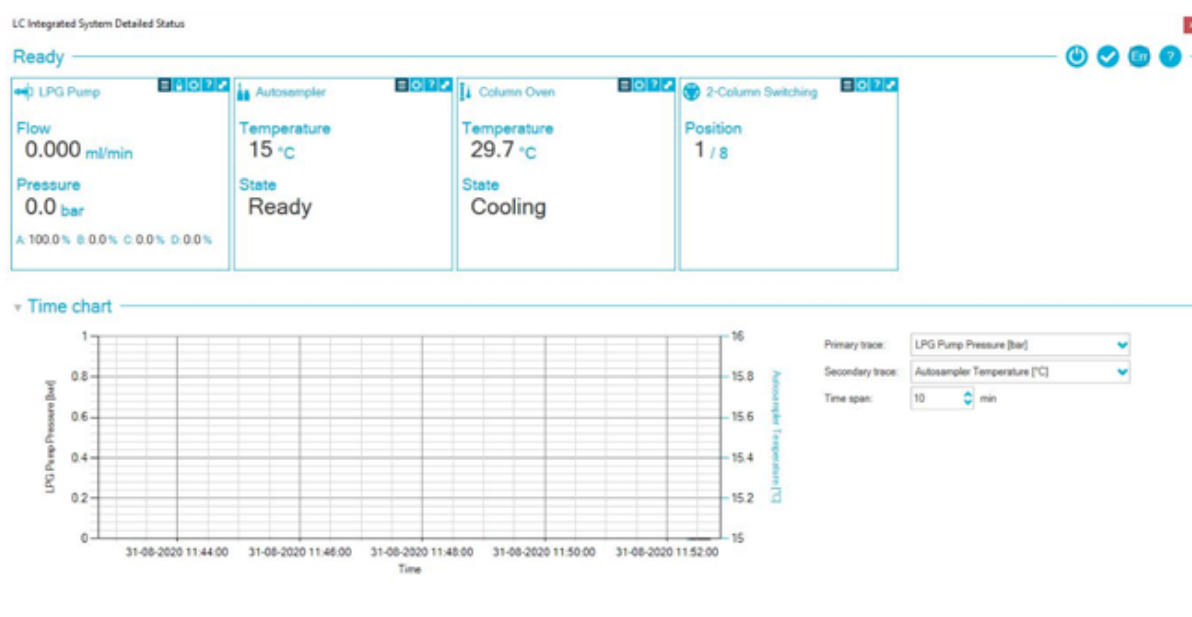 LC Integrated System Detailed Status
Ready
Err ?
LPG Pump
Flow
0.000 ml/min
Pressure
0.0 bar
A: 100.0 % B: 0.0 % C: 0.0 % D: 0.0 %
Autosampler
Temperature
15 °C
State
Ready
Column Oven
Temperature
29.7 °C
State
Cooling
2-Column Switching
Position
1 / 8
Time chart
LPG Pump Pressure [bar]
1
0.8
0.6
0.4
0.2
0
16
15.8
15.6
15.4
15.2
15
Autosampler Temperature [°C]
31-08-2020 11:44:00 31-08-2020 11:46:00 31-08-2020 11:48:00 31-08-2020 11:50:00 31-08-2020 11:52:00
Time
Primary trace: LPG Pump Pressure [bar]
Secondary trace: Autosampler Temperature [°C]
Time span: 10 min